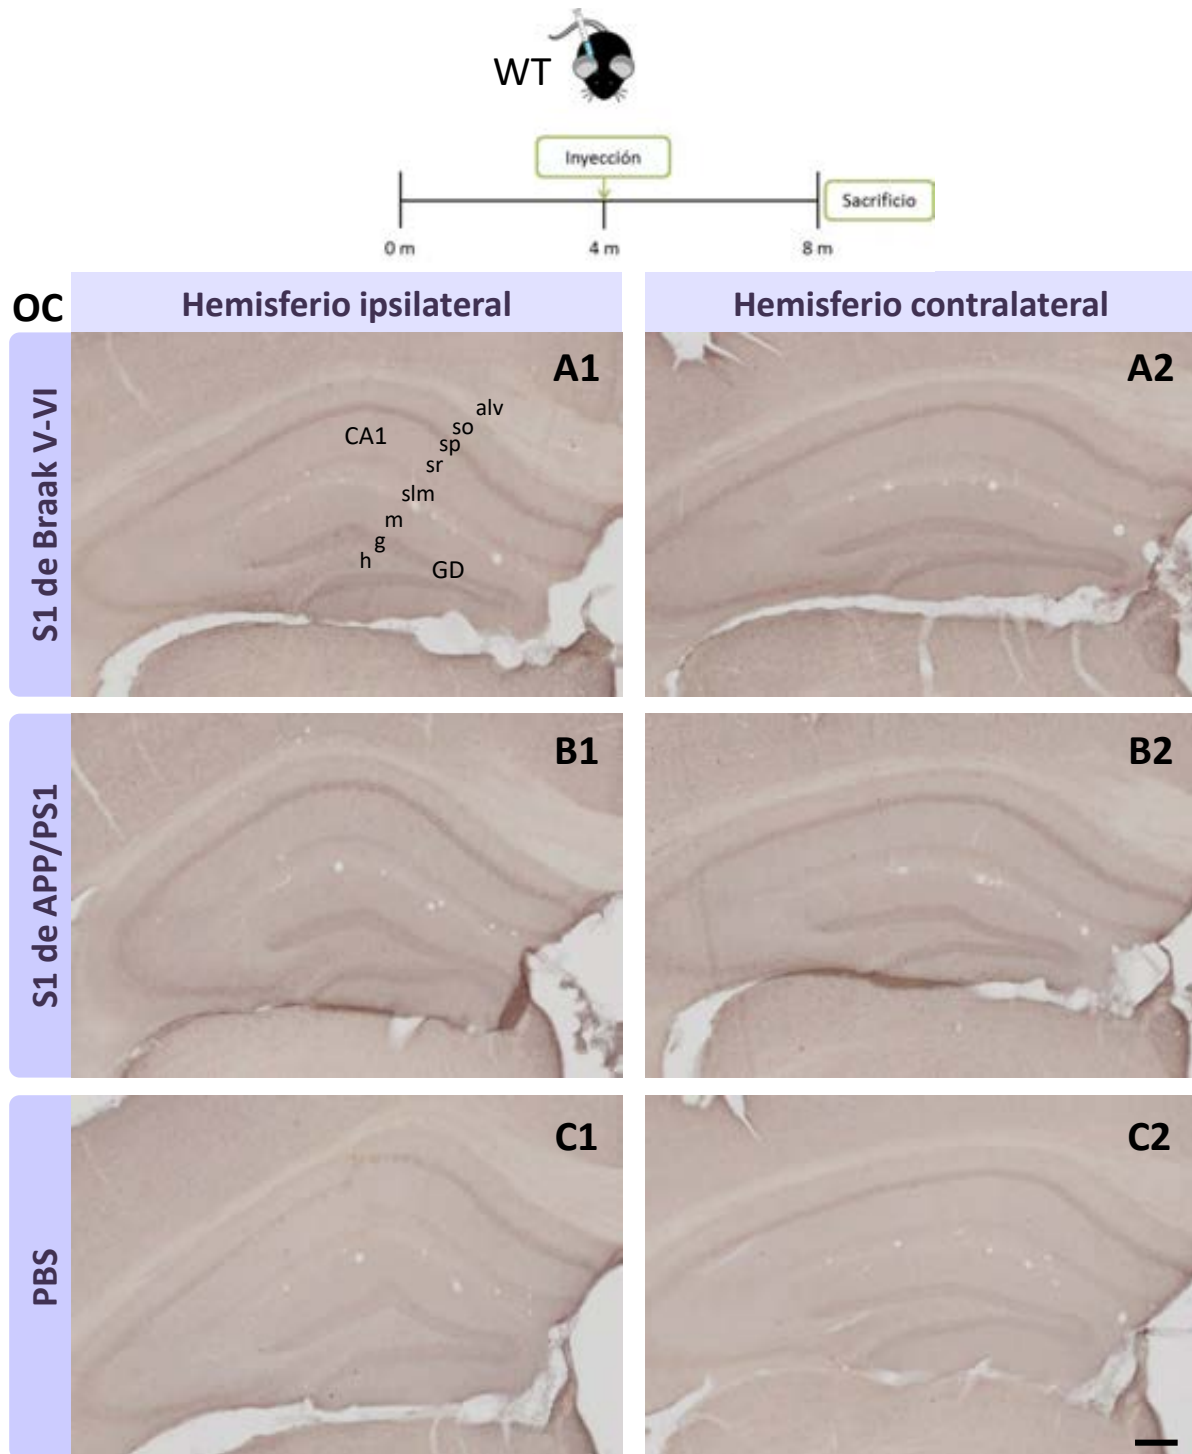 WT
Inyección
Sacrificio
0 m
4 m
8 m
OC
Hemisferio ipsilateral
Hemisferio contralateral
S1 de Braak V-VI
A1
alv
so
CA1
sp
sr
slm
m
g
h
GD
A2
S1 de APP/PS1
B1
B2
PBS
C1
C2